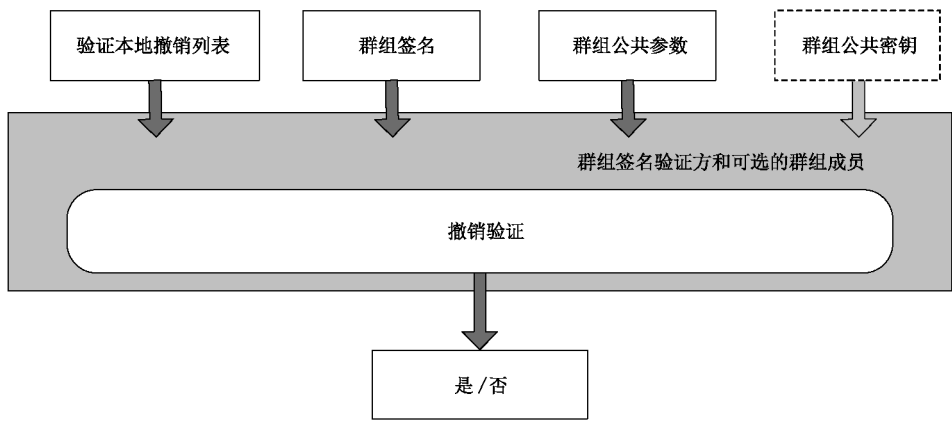 验证本地撤销列表
群组签名
群组公共参数
群组公共密钥
群组签名验证方和可选的群组成员
撤销验证
是/否